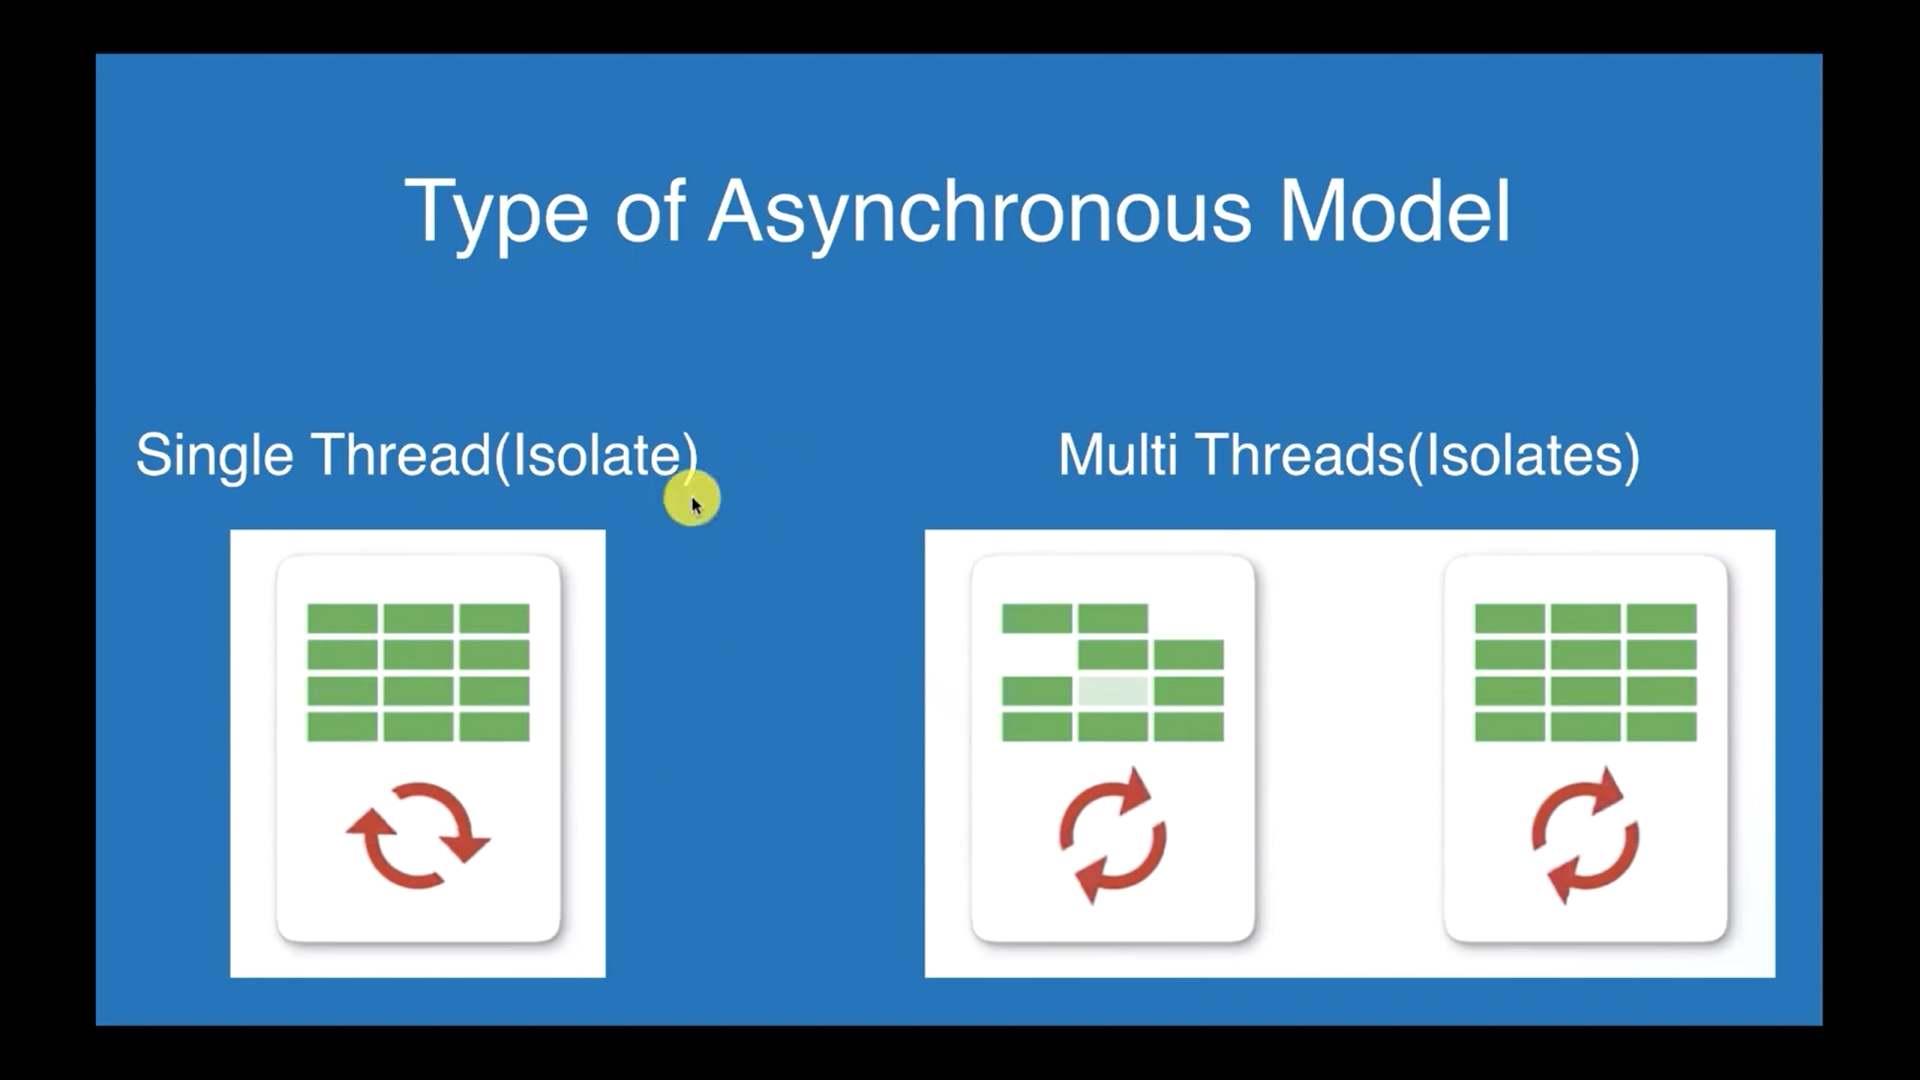 Type of Asynchronous Model
Single Thread(Isolate)
Multi Threads(Isolates)